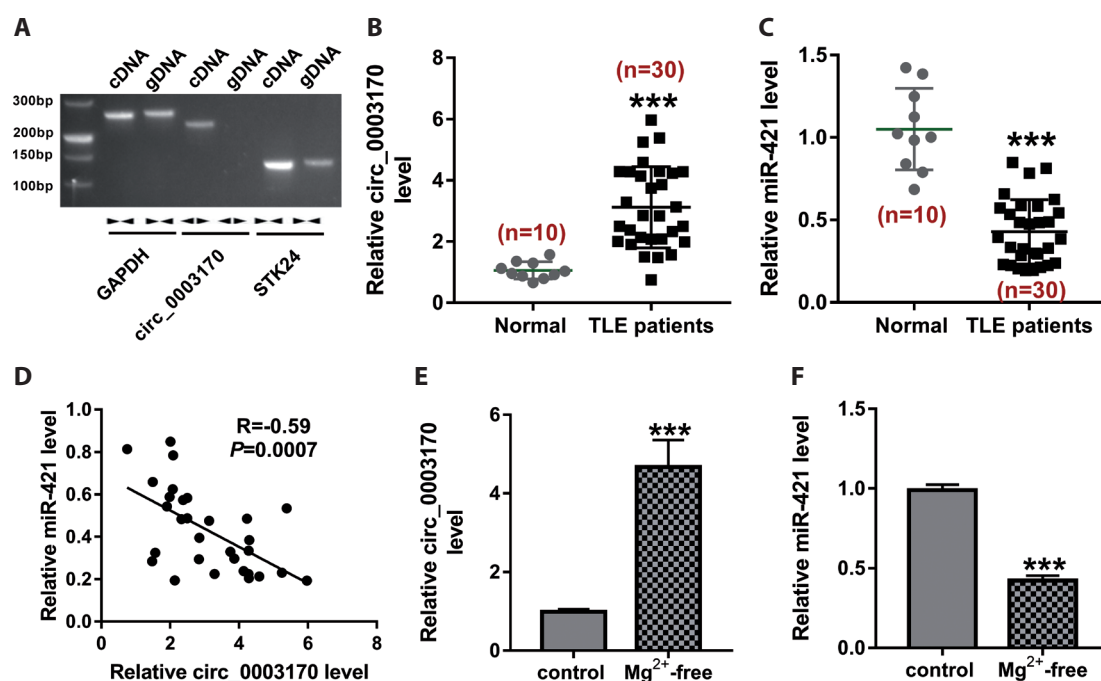 A
cDNA gDNA cDNA gDNA cDNA gDNA
300bp
200bp
150bp
100bp
GAPDH
circ_0003170
STK24
B
Relative circ_0003170
level
8
6
4
2
0
(n=30)
***
(n=10)
Normal TLE patients
C
Relative miR-421 level
1.5
1.0
0.5
0.0
***
(n=10)
(n=30)
Normal TLE patients
D
Relative miR-421 level
1.0
0.8
0.6
0.4
0.2
0.0
R=-0.59
P=0.0007
0 2 4 6 8
Relative circ_0003170 level
E
Relative circ_0003170
level
6
4
2
0
***
control Mg²⁺-free
F
Relative miR-421 level
1.5
1.0
0.5
0.0
***
control Mg²⁺-free